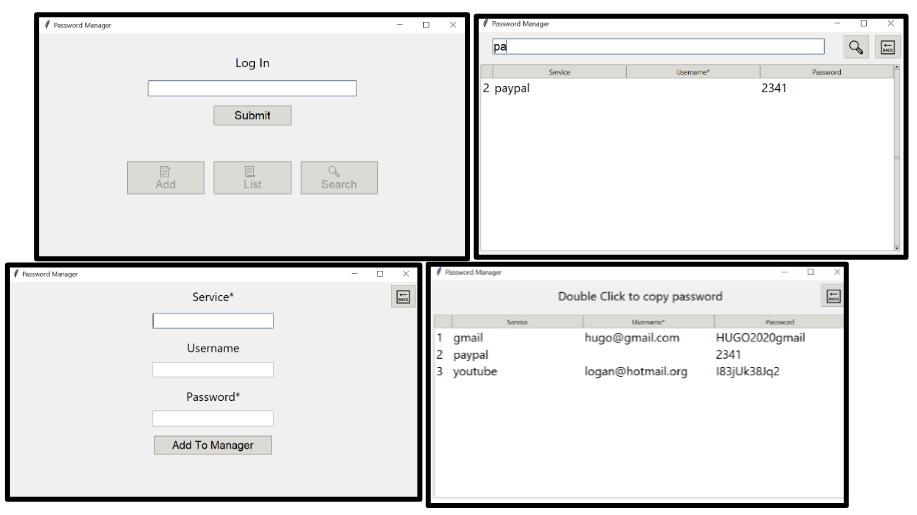 Password Manager
Log In
Submit
Add
List
Search
Password Manager
pa
BACK
Service Username* Password
2 paypal 2341
Password Manager
BACK
Service*
Username
Password*
Add To Manager
Password Manager
Double Click to copy password
BACK
Service Username* Password
1 gmail hugo@gmail.com HUGO2020gmail
2 paypal 2341
3 youtube logan@hotmail.org I83jUk38Jq2